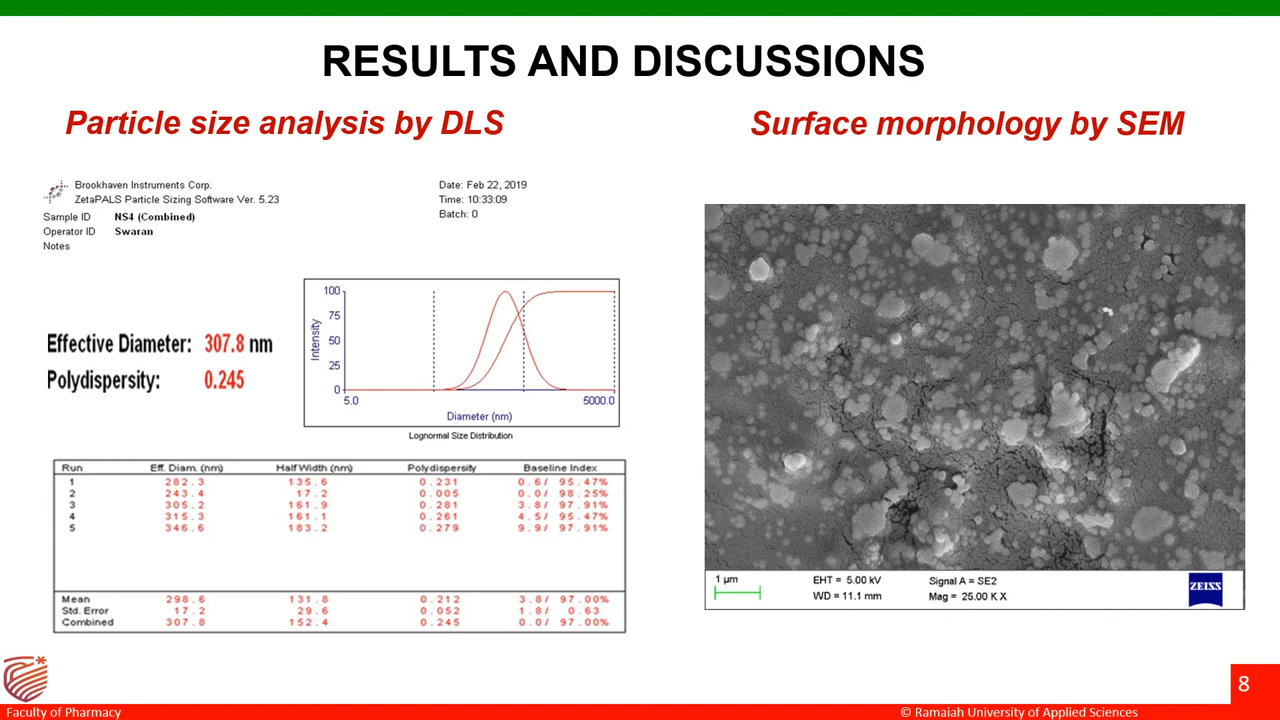 RESULTS AND DISCUSSIONS
Particle size analysis by DLS
Surface morphology by SEM
Brookhaven Instruments Corp.
ZetaPALS Particle Sizing Software Ver. 5.23
Date: Feb 22, 2019
Time: 10:33:09
Batch: 0
Sample ID NS4 (Combined)
Operator ID Swaran
Notes
Effective Diameter: 307.8 nm
Polydispersity: 0.245
Intensity
100
75
50
25
0
5.0 5000.0
Diameter (nm)
Lognormal Size Distribution
Run Eff. Diam. (nm) Half Width (nm) Polydispersity Baseline Index
1 282.3 135.6 0.231 0.6/ 95.47%
2 243.4 17.2 0.005 0.0/ 98.25%
3 305.2 161.9 0.281 3.8/ 97.91%
4 315.3 161.1 0.261 4.5/ 95.47%
5 346.6 183.2 0.279 9.9/ 97.91%
Mean 298.6 131.8 0.212 3.8/ 97.00%
Std. Error 17.2 29.6 0.052 1.8/ 0.63
Combined 307.8 152.4 0.245 0.0/ 97.00%
1 µm
EHT = 5.00 kV
Signal A = SE2
WD = 11.1 mm
Mag = 25.00 K X
ZEISS
8
Faculty of Pharmacy
© Ramaiah University of Applied Sciences